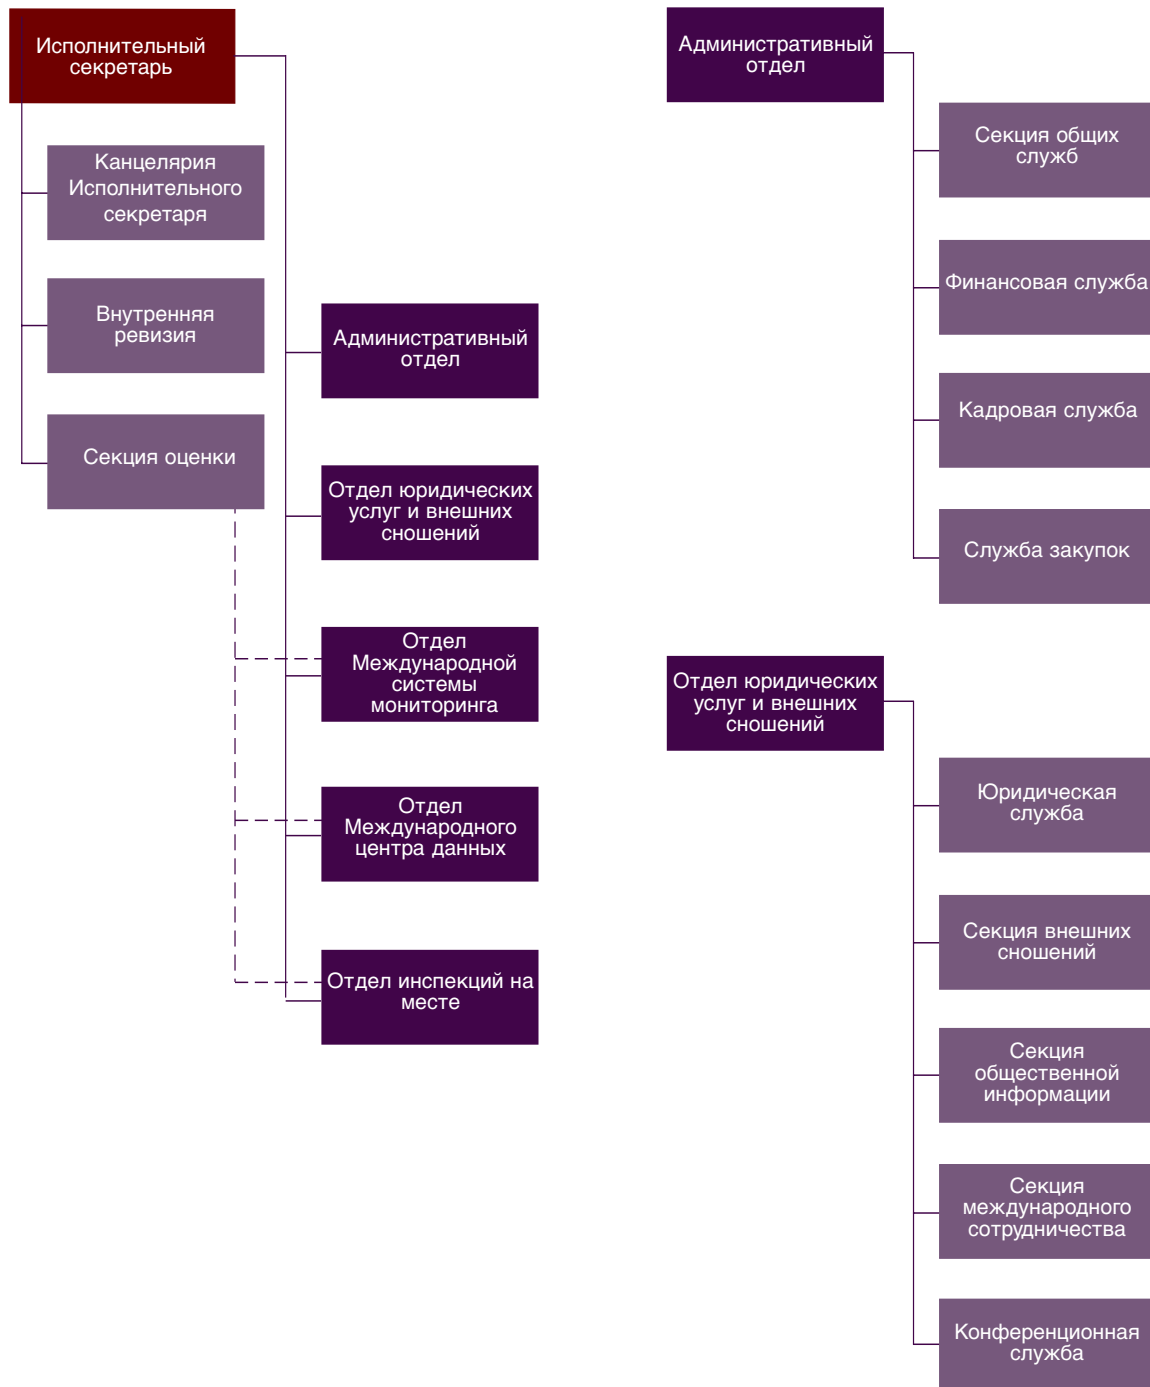 Исполнительный
секретарь
Канцелярия
Исполнительного
секретаря
Внутренняя
ревизия
Секция оценки
Административный
отдел
Отдел юридических
услуг и внешних
сношений
Отдел
Международной
системы
мониторинга
Отдел
Международного
центра данных
Отдел инспекций на
месте
Административный
отдел
Секция общих
служб
Финансовая служба
Кадровая служба
Служба закупок
Отдел юридических
услуг и внешних
сношений
Юридическая
служба
Секция внешних
сношений
Секция
общественной
информации
Секция
международного
сотрудничества
Конференционная
служба